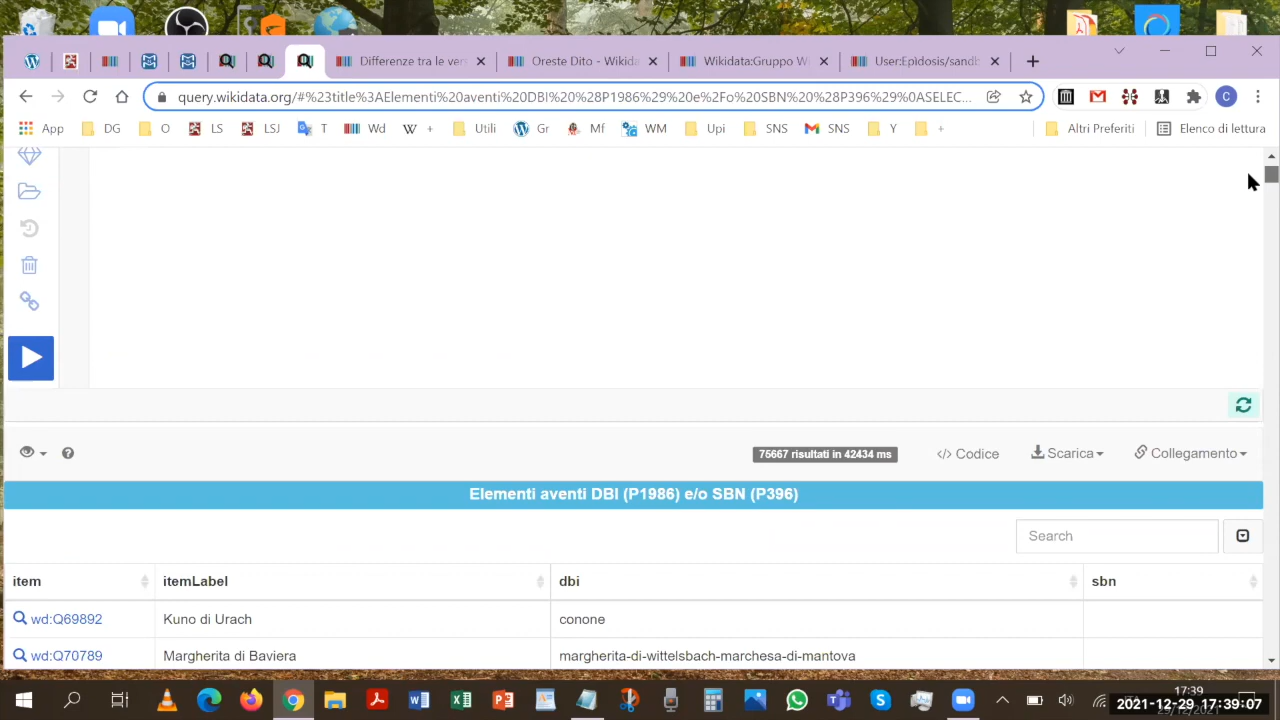 Differenze tra le ver
Oreste Dito - Wikida
Wikidata:Gruppo W
User:Epidosis/sandb
query.wikidata.org/#%23title%3AElementi%20aventi%20DBI%20%28P1986%29%20e%2Fo%20SBN%20%28P396%29%0ASELEC...
C
App
DG
O
LS
LSJ
T
Wd
+
Utili
Gr
Mf
WM
Upi
SNS
SNS
Y
+
Altri Preferiti
Elenco di lettura
75667 risultati in 42434 ms
</> Codice
Scarica
Collegamento
Elementi aventi DBI (P1986) e/o SBN (P396)
Search
item itemLabel dbi sbn
wd:Q69892 Kuno di Urach conone
wd:Q70789 Margherita di Baviera margherita-di-wittelsbach-marchesa-di-mantova
17:39
2021-12-29 17:39:07